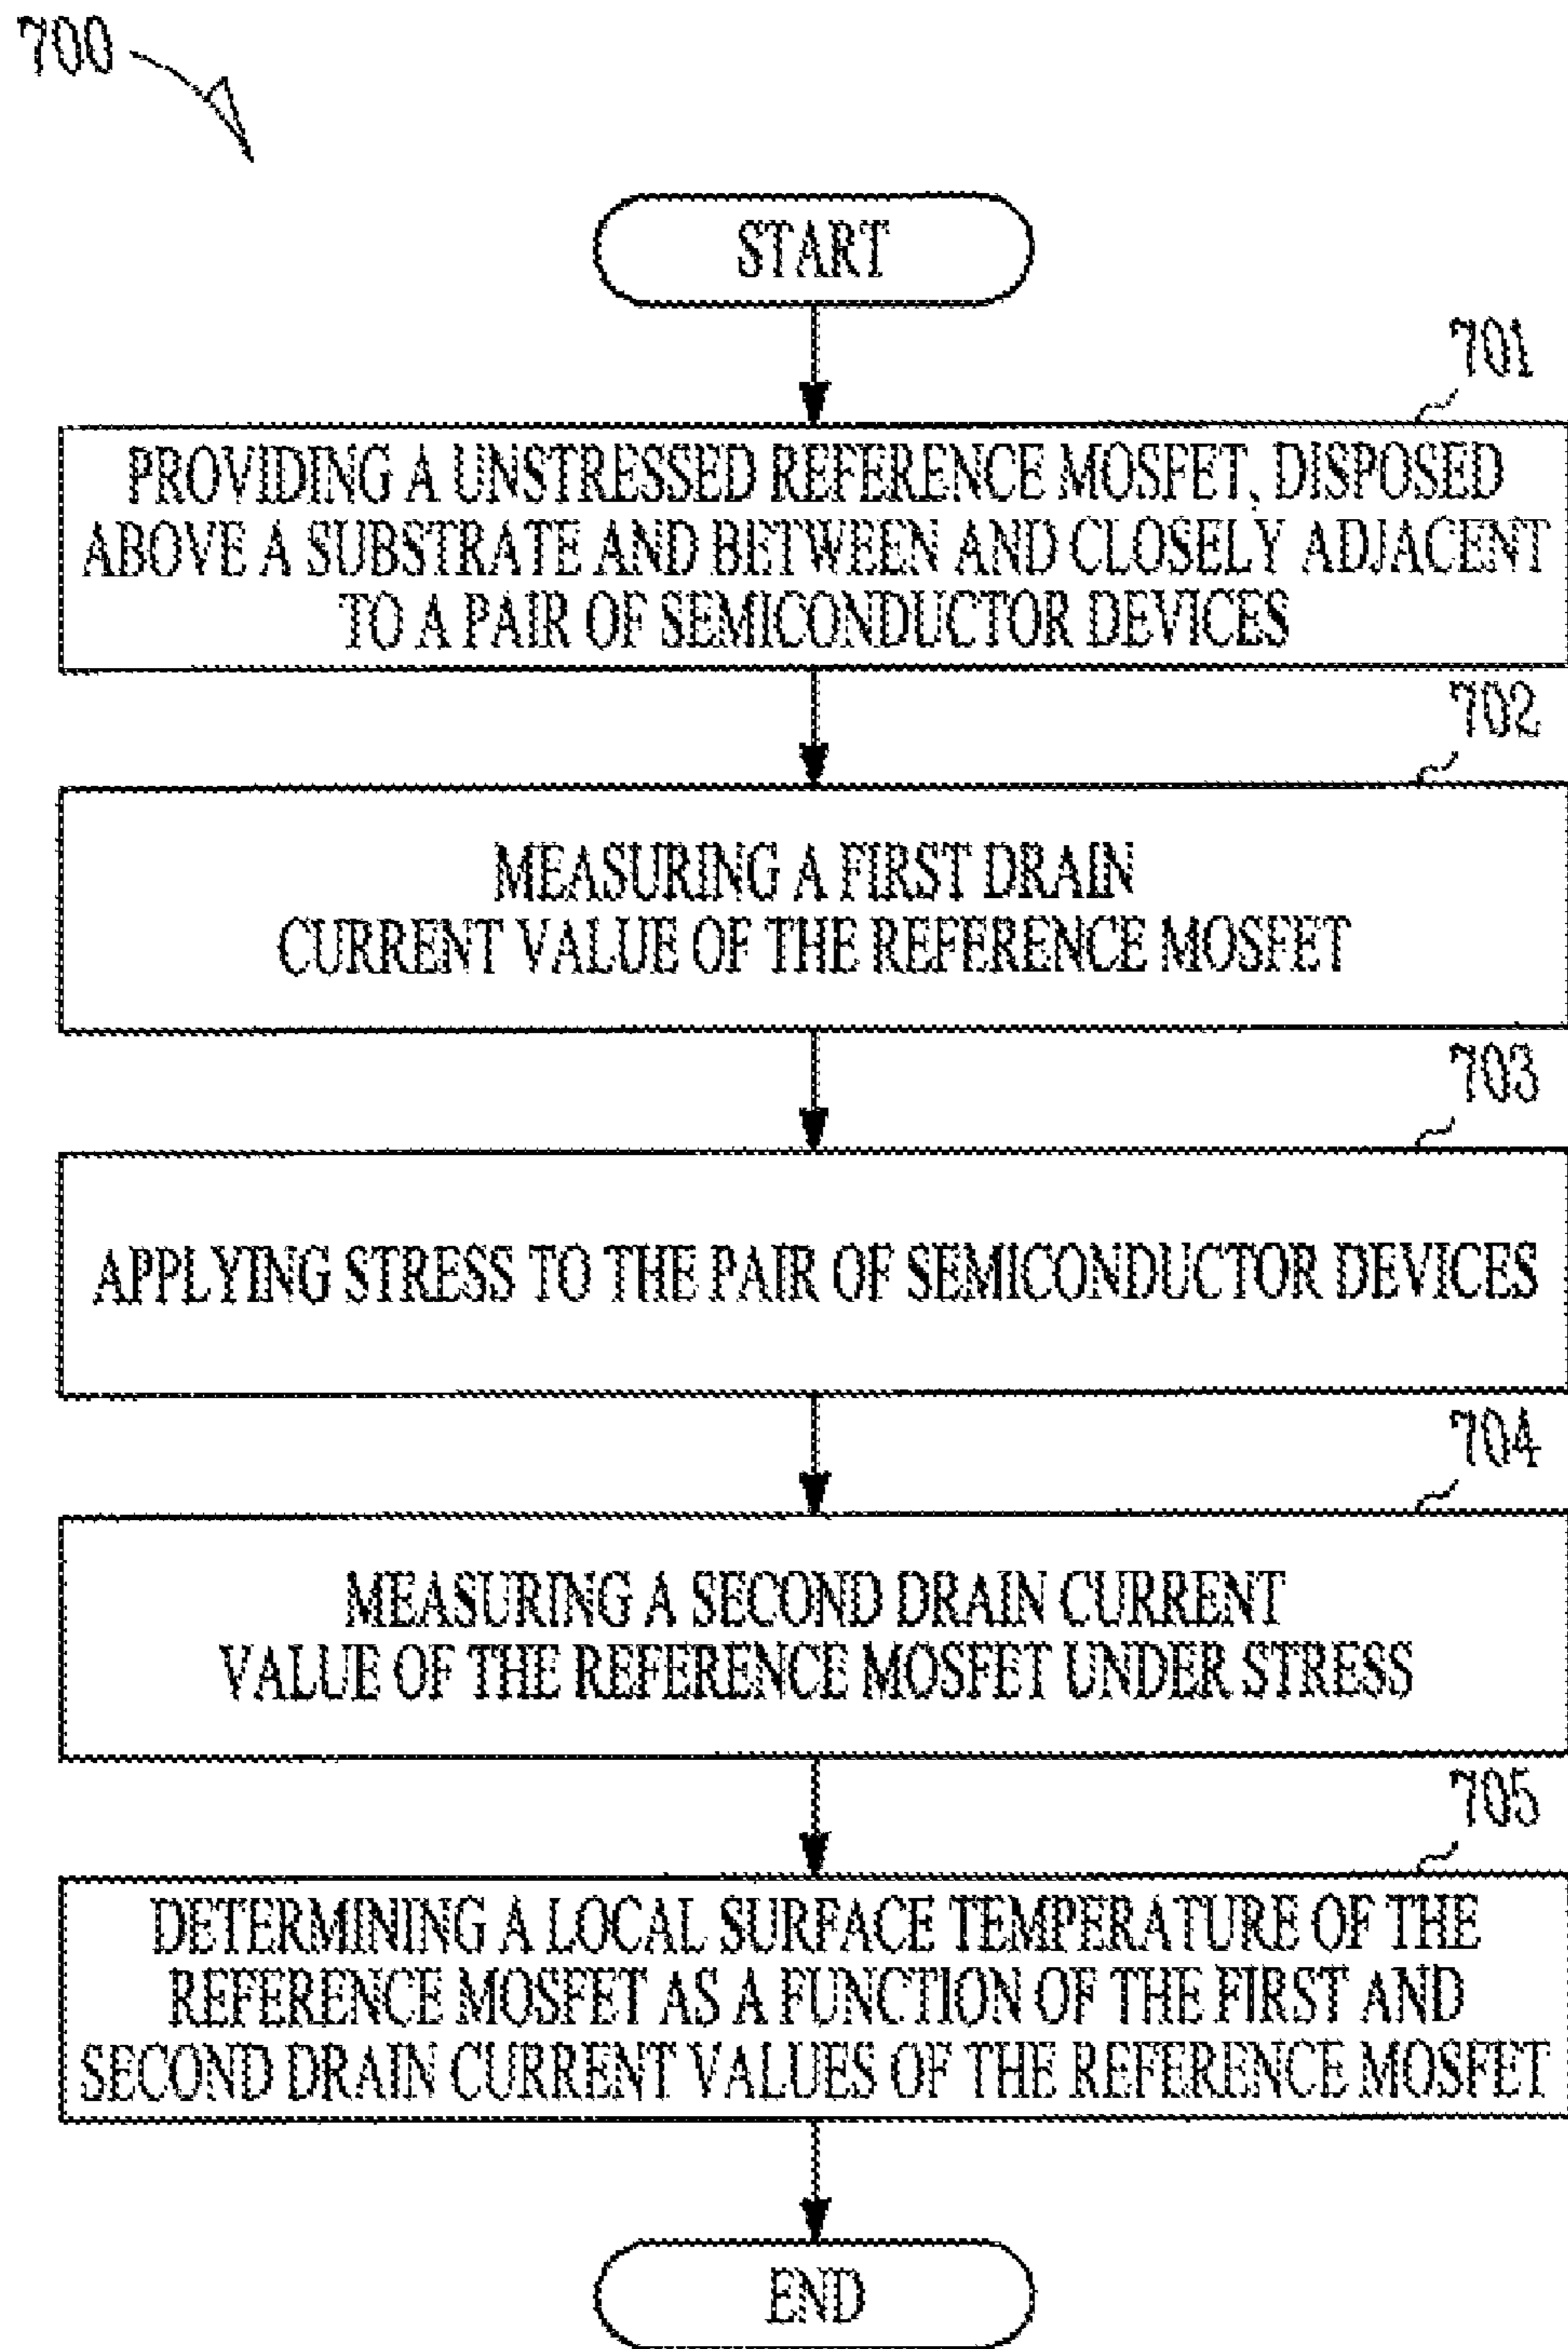 700
START
701
PROVIDING A UNSTRESSED REFERENCE MOSFET, DISPOSED
ABOVE A SUBSTRATE AND BETWEEN AND CLOSELY ADJACENT
TO A PAIR OF SEMICONDUCTOR DEVICES
702
MEASURING A FIRST DRAIN
CURRENT VALUE OF THE REFERENCE MOSFET
703
APPLYING STRESS TO THE PAIR OF SEMICONDUCTOR DEVICES
704
MEASURING A SECOND DRAIN CURRENT
VALUE OF THE REFERENCE MOSFET UNDER STRESS
705
DETERMINING A LOCAL SURFACE TEMPERATURE OF THE
REFERENCE MOSFET AS A FUNCTION OF THE FIRST AND
SECOND DRAIN CURRENT VALUES OF THE REFERENCE MOSFET
END